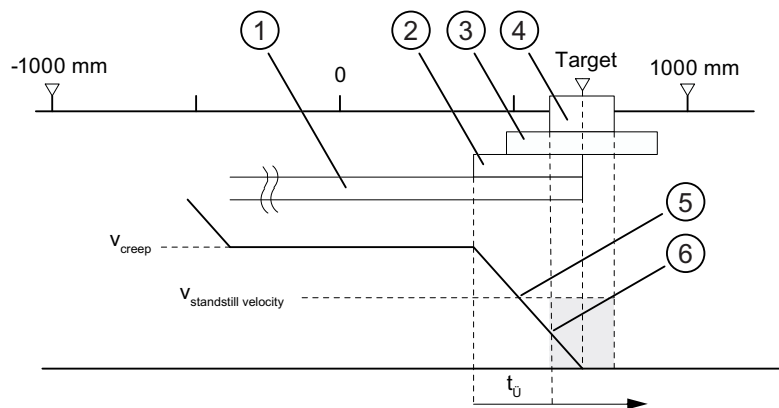 1 2 3 4 Target
-1000 mm 0 1000 mm
5
v creep 6
v standstill velocity
t Ü